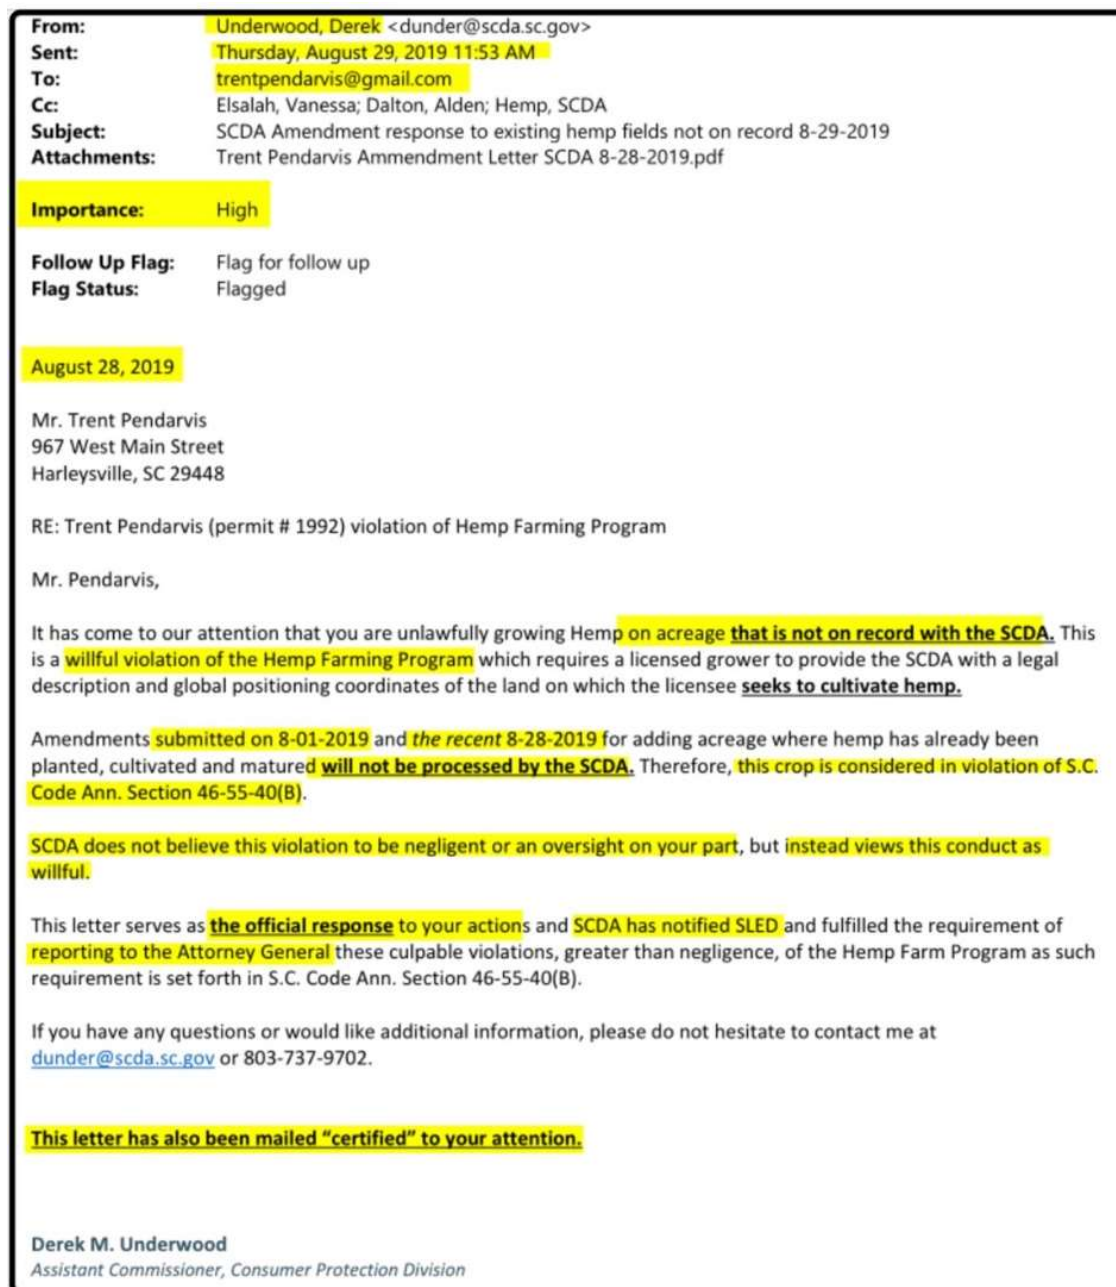 From: Underwood, Derek <dunder@scda.sc.gov>
Sent: Thursday, August 29, 2019 11:53 AM
To: trentpendarvis@gmail.com
Cc: Elsalah, Vanessa; Dalton, Alden; Hemp, SCDA
Subject: SCDA Amendment response to existing hemp fields not on record 8-29-2019
Attachments: Trent Pendarvis Ammendment Letter SCDA 8-28-2019.pdf
Importance: High
Follow Up Flag: Flag for follow up
Flag Status: Flagged
August 28, 2019
Mr. Trent Pendarvis
967 West Main Street
Harleysville, SC 29448
RE: Trent Pendarvis (permit # 1992) violation of Hemp Farming Program
Mr. Pendarvis,
It has come to our attention that you are unlawfully growing Hemp on acreage that is not on record with the SCDA. This
is a willful violation of the Hemp Farming Program which requires a licensed grower to provide the SCDA with a legal
description and global positioning coordinates of the land on which the licensee seeks to cultivate hemp.
Amendments submitted on 8-01-2019 and the recent 8-28-2019 for adding acreage where hemp has already been
planted, cultivated and matured will not be processed by the SCDA. Therefore, this crop is considered in violation of S.C.
Code Ann. Section 46-55-40(B).
SCDA does not believe this violation to be negligent or an oversight on your part, but instead views this conduct as
willful.
This letter serves as the official response to your actions and SCDA has notified SLED and fulfilled the requirement of
reporting to the Attorney General these culpable violations, greater than negligence, of the Hemp Farm Program as such
requirement is set forth in S.C. Code Ann. Section 46-55-40(B).
If you have any questions or would like additional information, please do not hesitate to contact me at
dunder@scda.sc.gov or 803-737-9702.
This letter has also been mailed “certified” to your attention.
Derek M. Underwood
Assistant Commissioner, Consumer Protection Division